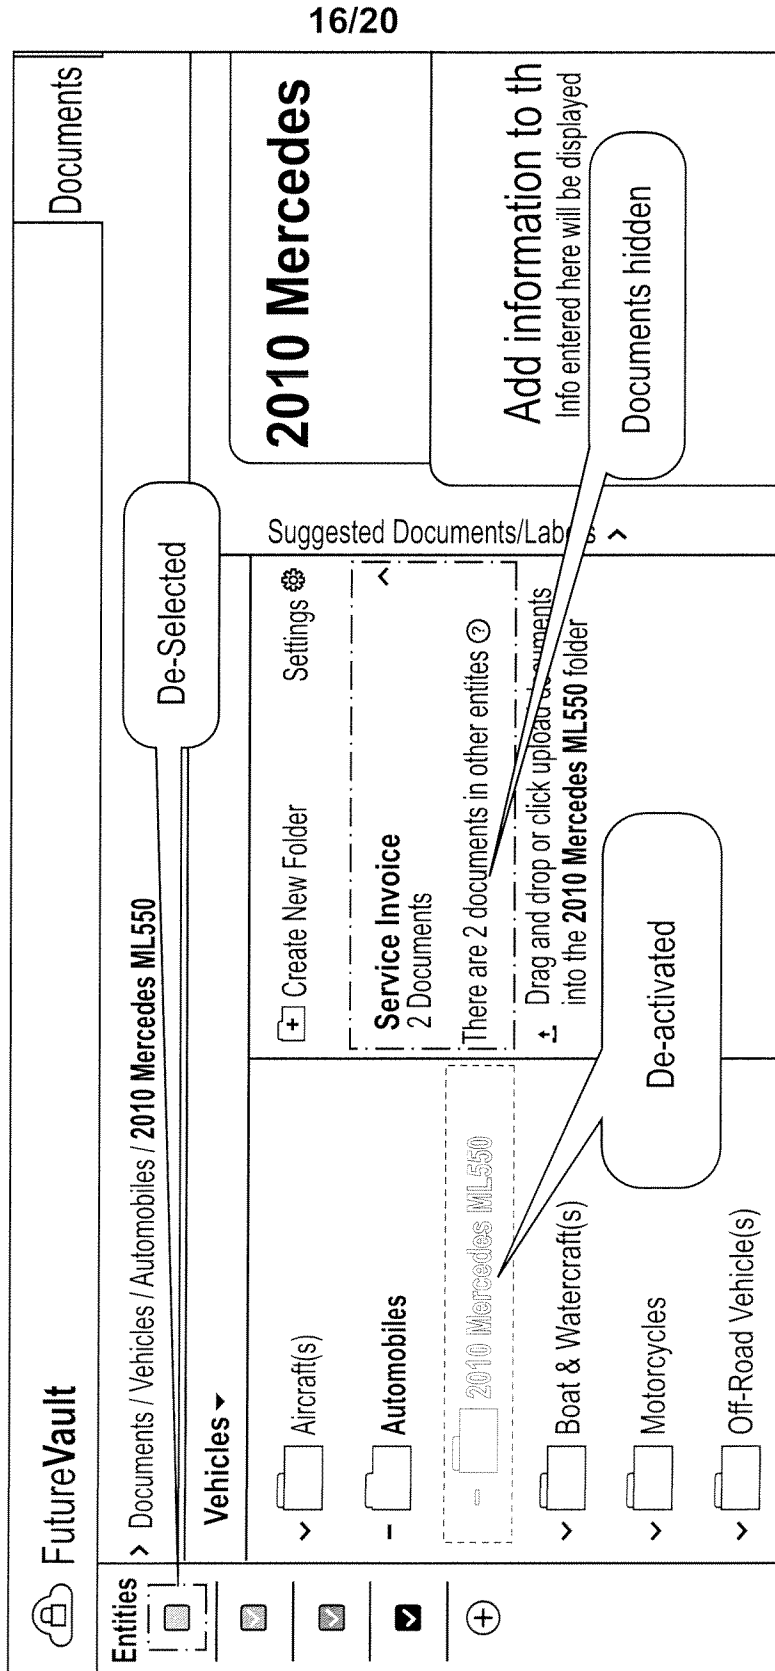 16/20
FutureVault
Documents
Entities
Documents / Vehicles / Automobiles / 2010 Mercedes ML550
De-Selected
Vehicles
Aircraft(s)
Automobiles
2010 Mercedes ML550
Boat & Watercraft(s)
Motorcycles
Off-Road Vehicle(s)
De-activated
Create New Folder
Settings
Service Invoice
2 Documents
There are 2 documents in other entites
Drag and drop or click upload documents
into the 2010 Mercedes ML550 folder
Suggested Documents/Labels
2010 Mercedes
Add information to th
Info entered here will be displayed
Documents hidden